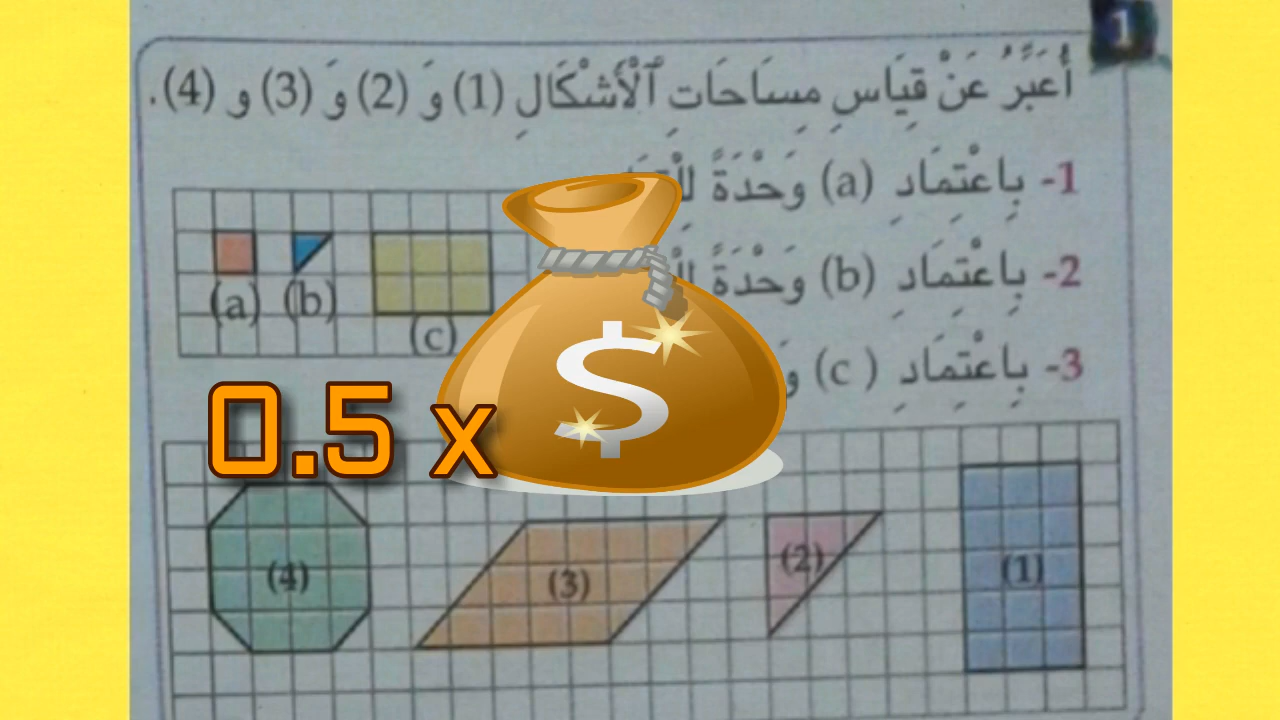 1
أُعَبِّرُ عَنْ قِيَاسِ مِسَاحَاتِ ٱلْأَشْكَالِ (1) وَ (2) وَ (3) و (4).
1- بِاعْتِمَادِ (a) وَحْدَةً
2- بِاعْتِمَادِ (b) وَحْدَةً
3- بِاعْتِمَادِ ( c )
(a) (b)
(c)
0.5 x
$
(4) (3) (2) (1)